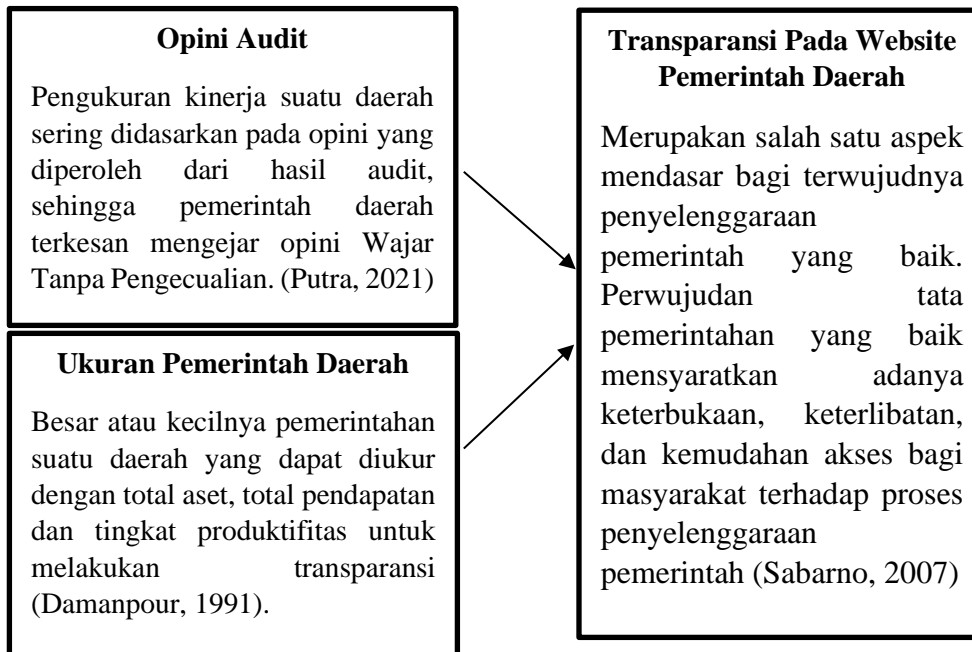 Opini Audit
Pengukuran kinerja suatu daerah
sering didasarkan pada opini yang
diperoleh dari hasil audit,
sehingga pemerintah daerah
terkesan mengejar opini Wajar
Tanpa Pengecualian. (Putra, 2021)
Ukuran Pemerintah Daerah
Besar atau kecilnya pemerintahan
suatu daerah yang dapat diukur
dengan total aset, total pendapatan
dan tingkat produktifitas untuk
melakukan transparansi
(Damanpour, 1991).
Transparansi Pada Website
Pemerintah Daerah
Merupakan salah satu aspek
mendasar bagi terwujudnya
penyelenggaraan
pemerintah yang baik.
Perwujudan tata
pemerintahan yang baik
mensyaratkan adanya
keterbukaan, keterlibatan,
dan kemudahan akses bagi
masyarakat terhadap proses
penyelenggaraan
pemerintah (Sabarno, 2007)